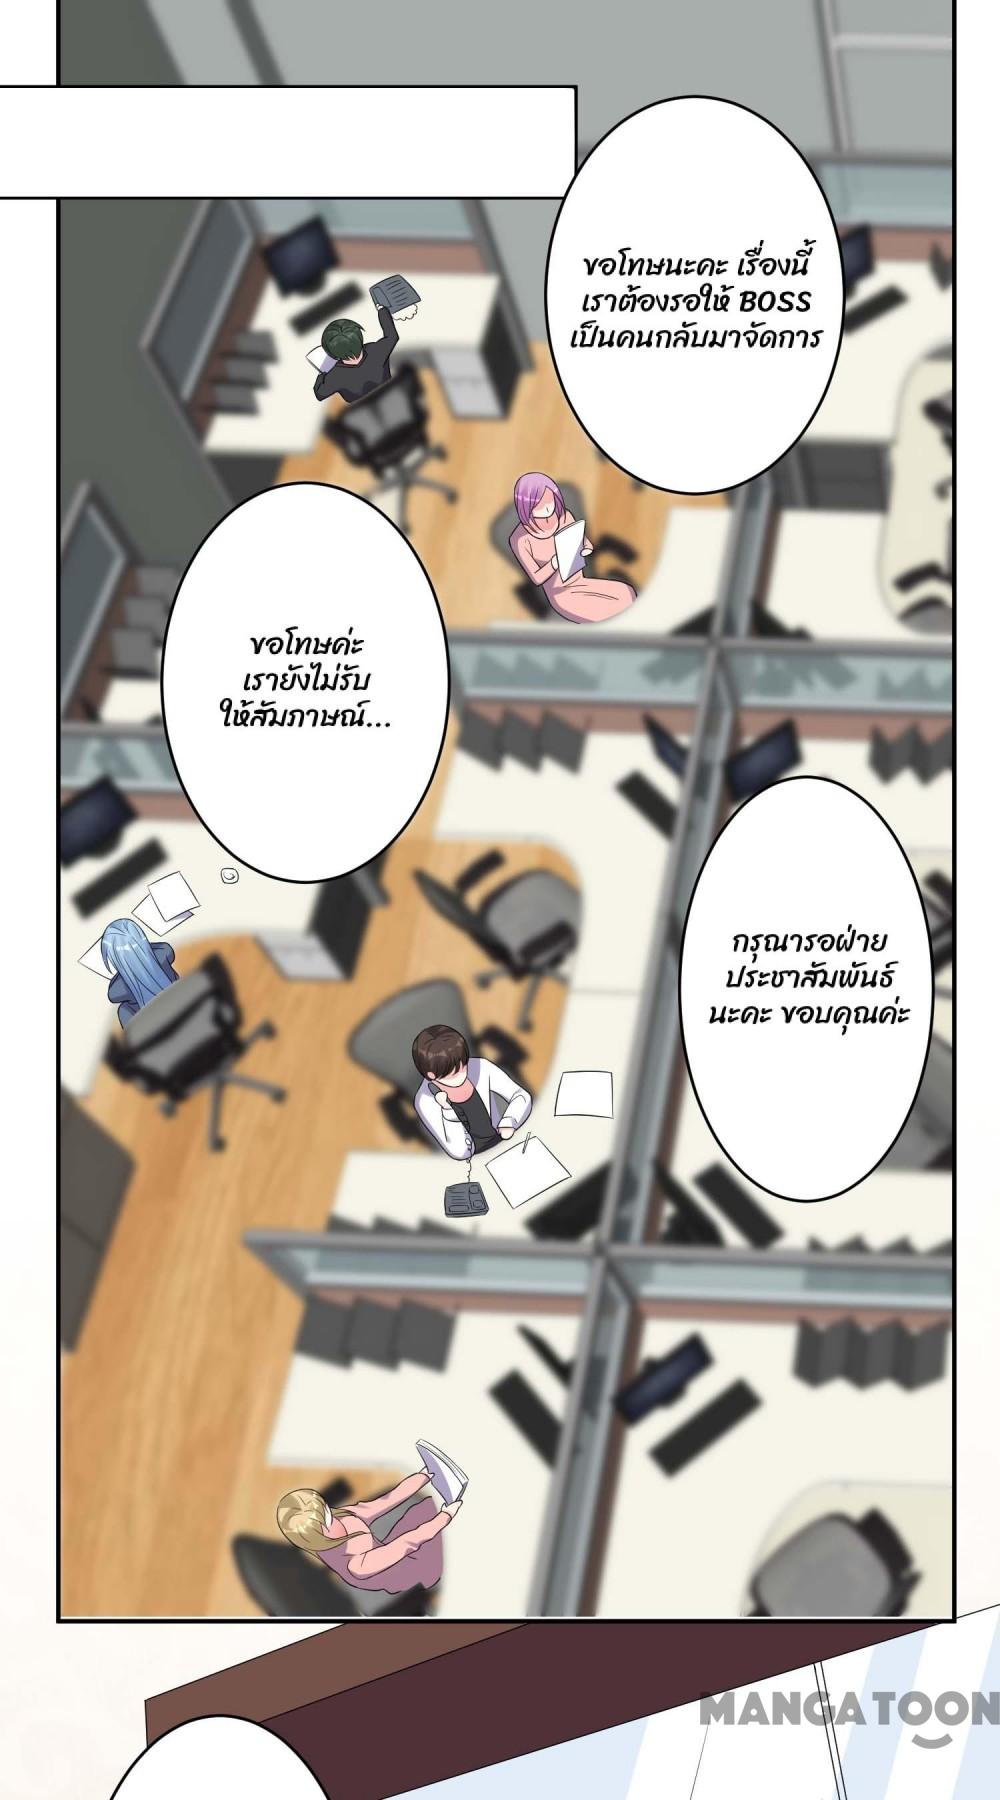 ขอโทษนะคะ เรื่องนี้
เราต้องรอให้ BOSS
เป็นคนกลับมาจัดการ
ขอโทษค่ะ
เรายังไม่รับ
ให้สัมภาษณ์...
กรุณารอฝ่าย
ประชาสัมพันธ์
นะคะ ขอบคุณค่ะ
MANGATOON